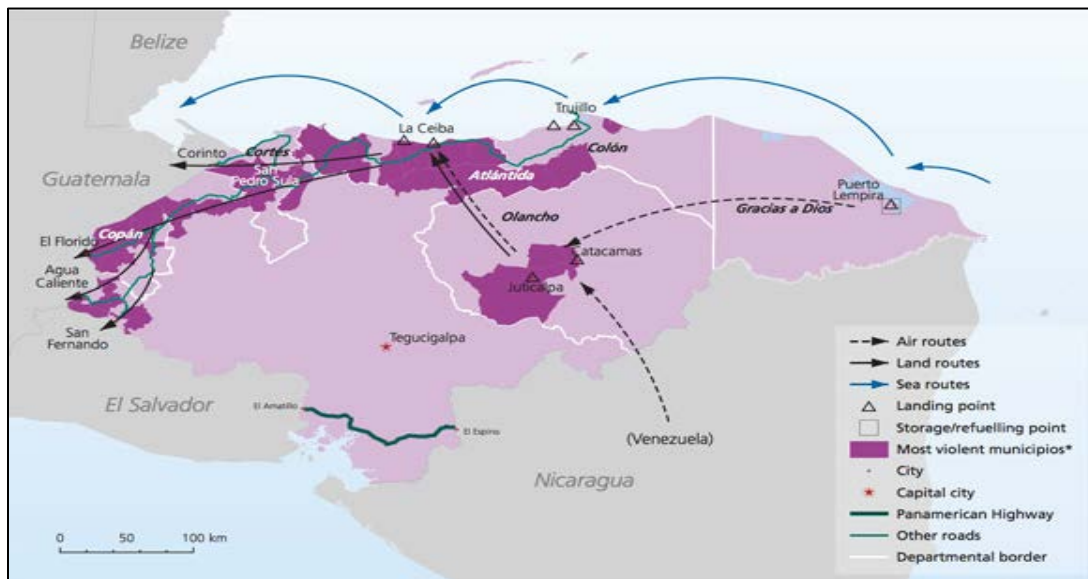 Belize
Trujillo
La Ceiba
Corinto
Cortés
Colón
San
Pedro Sula
Guatemala
Atlántida
Puerto
Lempira
Olancho
Gracias a Dios
Copán
El Florido
Catacamas
Agua
Caliente
Juticalpa
San
Fernando
Tegucigalpa
El Salvador
El Amatillo
El Espino
(Venezuela)
Nicaragua
0 50 100 km
Air routes
Land routes
Sea routes
Landing point
Storage/refuelling point
Most violent municipios*
City
Capital city
Panamerican Highway
Other roads
Departmental border